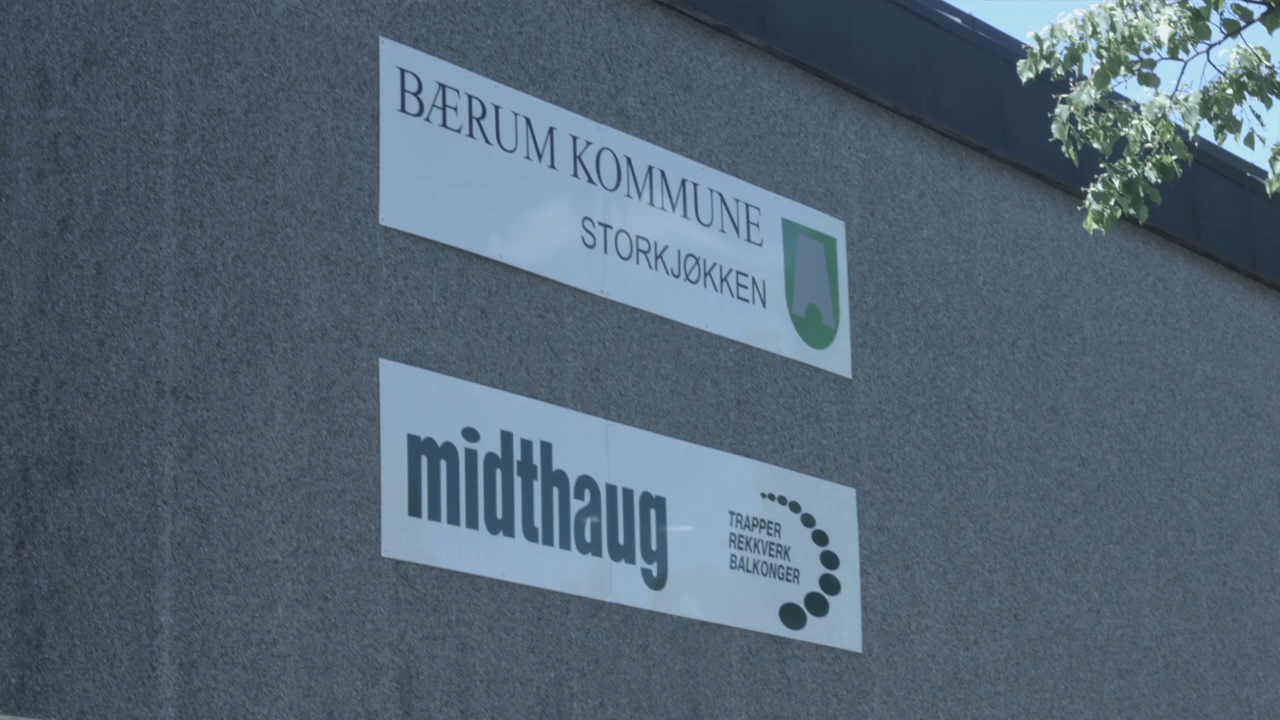 BÆRUM KOMMUNE
STORKJØKKEN
midthaug
TRAPPER
REKKVERK
BALKONGER